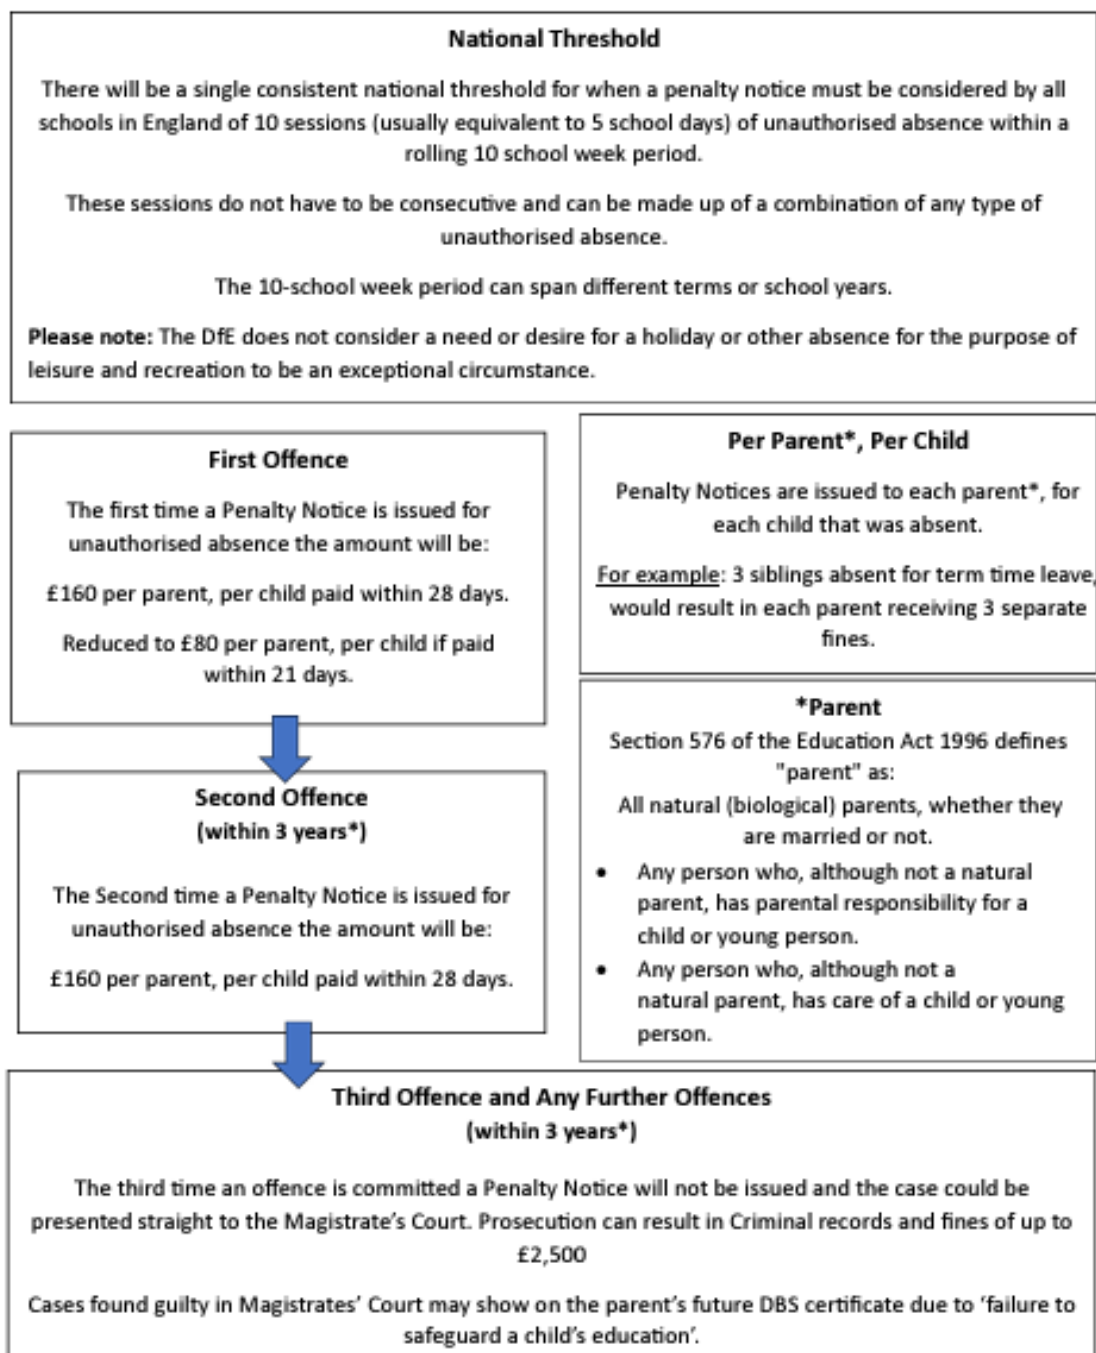 National Threshold
There will be a single consistent national threshold for when a penalty notice must be considered by all
schools in England of 10 sessions (usually equivalent to 5 school days) of unauthorised absence within a
rolling 10 school week period.
These sessions do not have to be consecutive and can be made up of a combination of any type of
unauthorised absence.
The 10-school week period can span different terms or school years.
Please note: The DfE does not consider a need or desire for a holiday or other absence for the purpose of
leisure and recreation to be an exceptional circumstance.
First Offence
The first time a Penalty Notice is issued for
unauthorised absence the amount will be:
£160 per parent, per child paid within 28 days.
Reduced to £80 per parent, per child if paid
within 21 days.
Per Parent*, Per Child
Penalty Notices are issued to each parent*, for
each child that was absent.
For example: 3 siblings absent for term time leave,
would result in each parent receiving 3 separate
fines.
*Parent
Section 576 of the Education Act 1996 defines
"parent" as:
All natural (biological) parents, whether they
are married or not.
• Any person who, although not a natural
parent, has parental responsibility for a
child or young person.
• Any person who, although not a
natural parent, has care of a child or young
person.
Second Offence
(within 3 years*)
The Second time a Penalty Notice is issued for
unauthorised absence the amount will be:
£160 per parent, per child paid within 28 days.
Third Offence and Any Further Offences
(within 3 years*)
The third time an offence is committed a Penalty Notice will not be issued and the case could be
presented straight to the Magistrate's Court. Prosecution can result in Criminal records and fines of up to
£2,500
Cases found guilty in Magistrates' Court may show on the parent's future DBS certificate due to 'failure to
safeguard a child's education'.